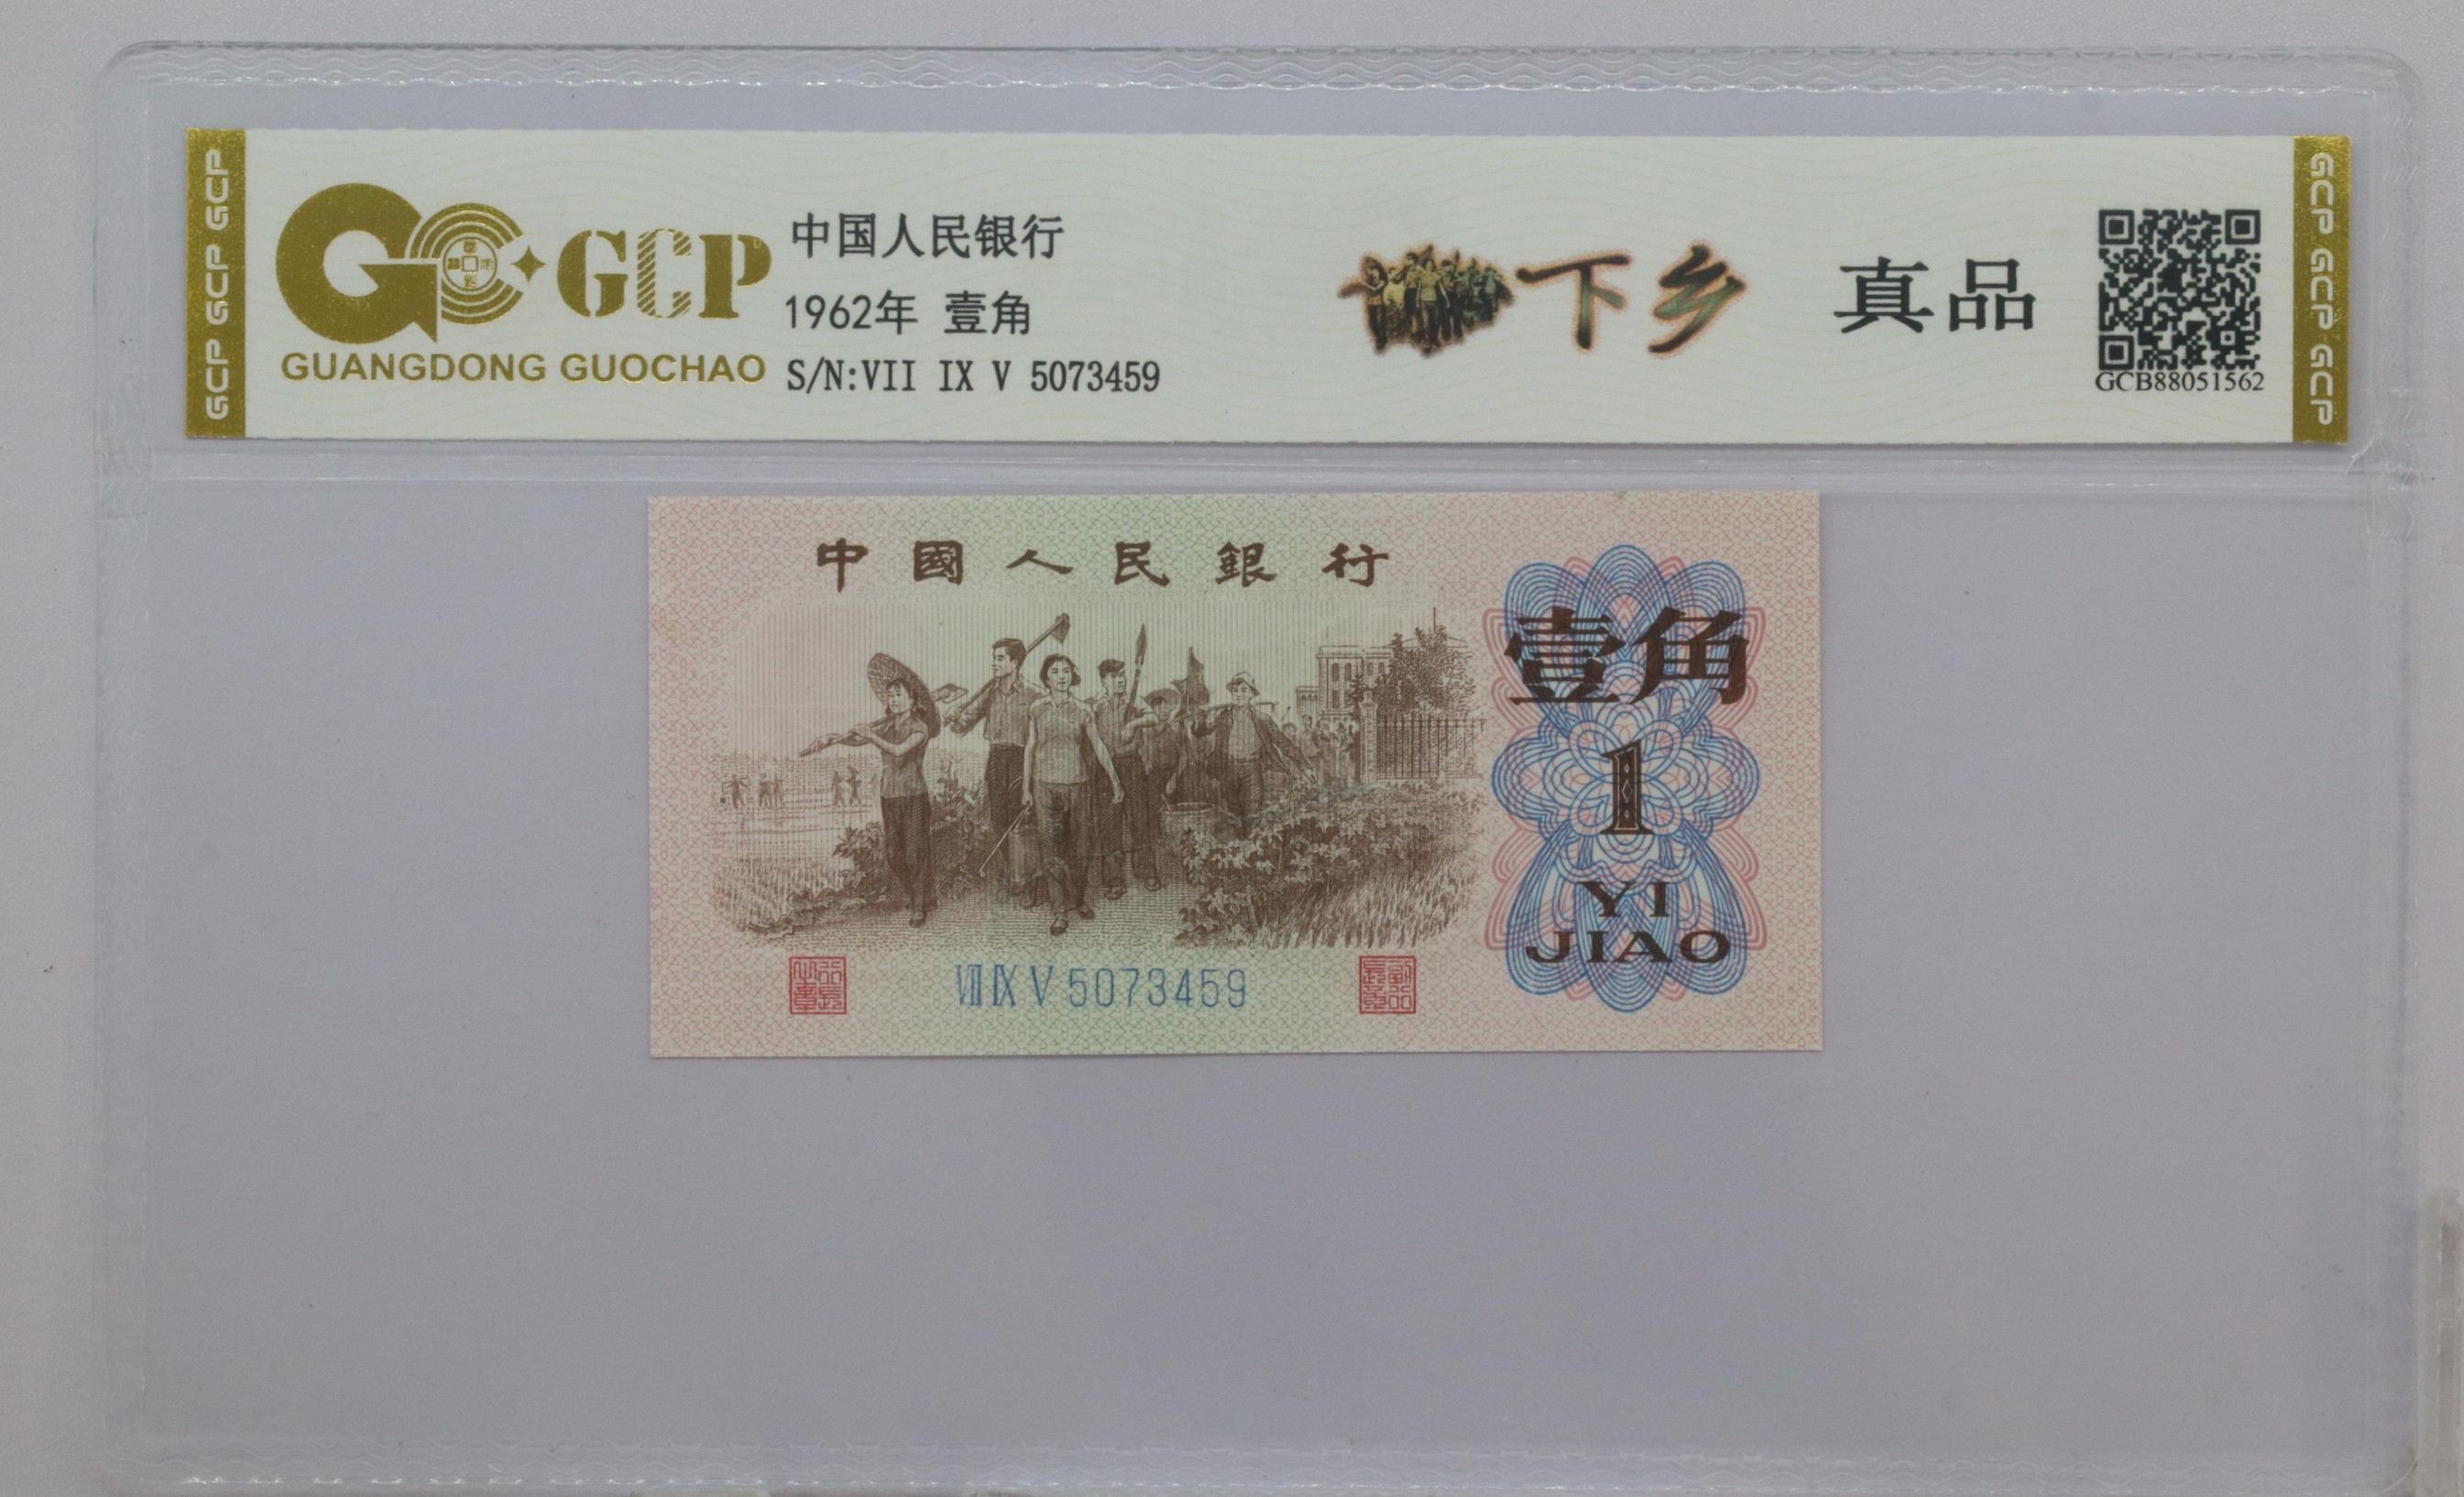 GCP GCP GCP
GCP
GUANGDONG GUOCHAO
中国人民银行
1962年 壹角
S/N:VII IX V 5073459
下乡
真品
GCB88051562
GCP GCP GCP
中國人民銀行
壹角
1
YI
JIAO
VII IX V 5073459